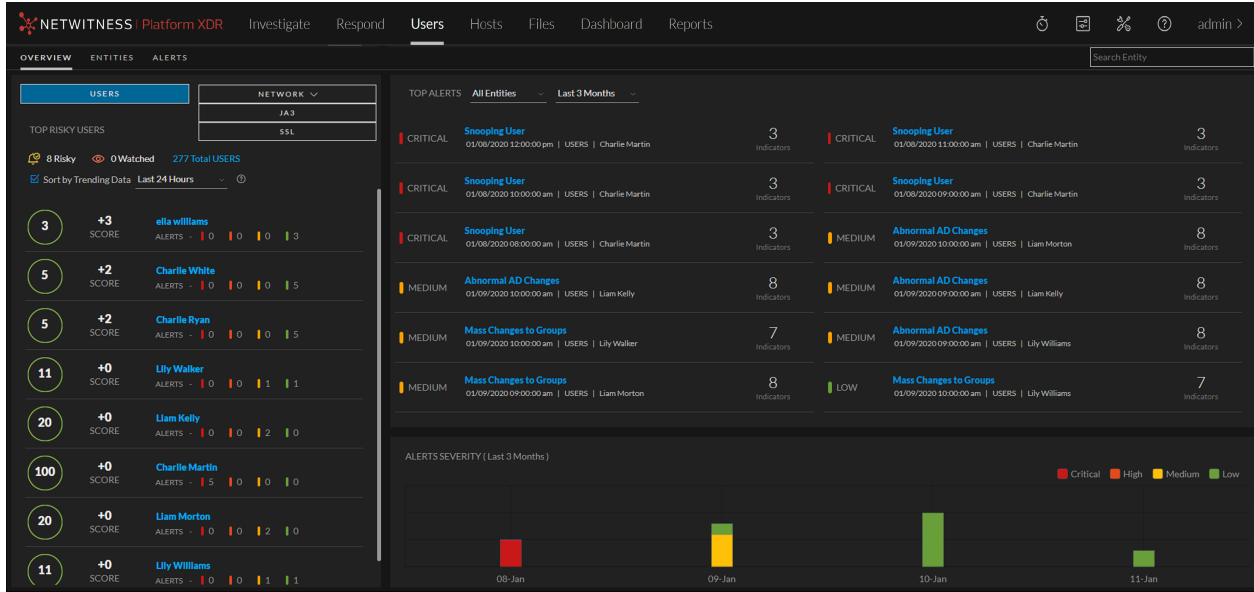 NETWITNESS | Platform XDR Investigate Respond Users Hosts Files Dashboard Reports admin >
OVERVIEW ENTITIES ALERTS Search Entity
USERS NETWORK
JA3
SSL
TOP RISKY USERS
8 Risky 0 Watched 277 Total USERS
Sort by Trending Data Last 24 Hours
3 +3 SCORE ella williams
ALERTS - 0 0 0 3
5 +2 SCORE Charlie White
ALERTS - 0 0 0 5
5 +2 SCORE Charlie Ryan
ALERTS - 0 0 0 5
11 +0 SCORE Lily Walker
ALERTS - 0 0 1 1
20 +0 SCORE Liam Kelly
ALERTS - 0 0 2 0
100 +0 SCORE Charlie Martin
ALERTS - 5 0 0 0
20 +0 SCORE Liam Morton
ALERTS - 0 0 2 0
11 +0 SCORE Lily Williams
ALERTS - 0 0 1 1
TOP ALERTS All Entities Last 3 Months
CRITICAL Snooping User 3 Indicators
01/08/2020 12:00:00 pm | USERS | Charlie Martin
CRITICAL Snooping User 3 Indicators
01/08/2020 11:00:00 am | USERS | Charlie Martin
CRITICAL Snooping User 3 Indicators
01/08/2020 10:00:00 am | USERS | Charlie Martin
CRITICAL Snooping User 3 Indicators
01/08/2020 09:00:00 am | USERS | Charlie Martin
CRITICAL Snooping User 3 Indicators
01/08/2020 08:00:00 am | USERS | Charlie Martin
MEDIUM Abnormal AD Changes 8 Indicators
01/09/2020 10:00:00 am | USERS | Liam Morton
MEDIUM Abnormal AD Changes 8 Indicators
01/09/2020 10:00:00 am | USERS | Liam Kelly
MEDIUM Abnormal AD Changes 8 Indicators
01/09/2020 09:00:00 am | USERS | Liam Kelly
MEDIUM Mass Changes to Groups 7 Indicators
01/09/2020 10:00:00 am | USERS | Lily Walker
MEDIUM Abnormal AD Changes 8 Indicators
01/09/2020 09:00:00 am | USERS | Lily Williams
MEDIUM Mass Changes to Groups 8 Indicators
01/09/2020 09:00:00 am | USERS | Liam Morton
LOW Mass Changes to Groups 7 Indicators
01/09/2020 10:00:00 am | USERS | Lily Williams
ALERTS SEVERITY ( Last 3 Months )
Critical High Medium Low
08-Jan 09-Jan 10-Jan 11-Jan